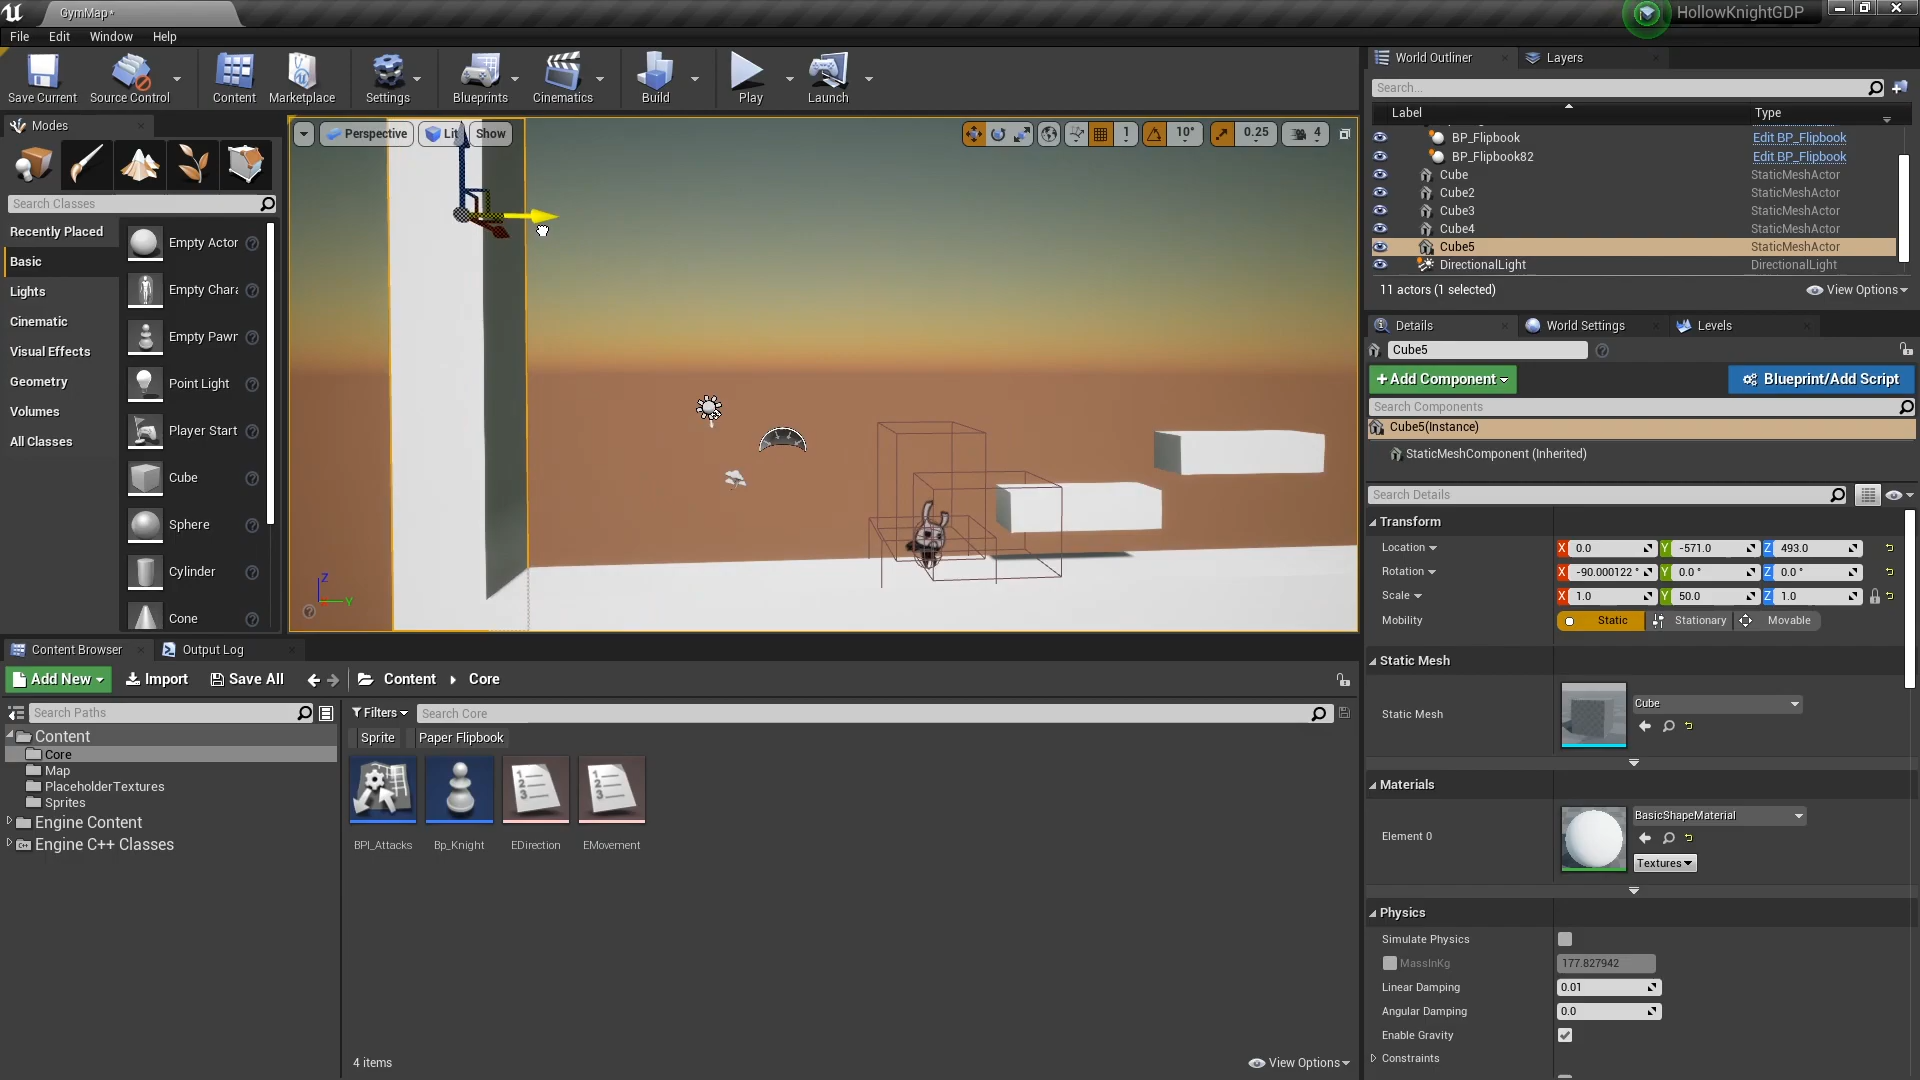 GymMap*
HollowKnightGDP
File Edit Window Help
Save Current
Source Control
Content
Marketplace
Settings
Blueprints
Cinematics
Build
Play
Launch
Modes
Search Classes
Recently Placed
Basic
Lights
Cinematic
Visual Effects
Geometry
Volumes
All Classes
Empty Actor
Empty Chara
Empty Pawn
Point Light
Player Start
Cube
Sphere
Cylinder
Cone
Perspective
Lit
Show
1
10°
0.25
4
Z
Y
World Outliner
Layers
Search...
Label Type
BP_Flipbook Edit BP_Flipbook
BP_Flipbook82 Edit BP_Flipbook
Cube StaticMeshActor
Cube2 StaticMeshActor
Cube3 StaticMeshActor
Cube4 StaticMeshActor
Cube5 StaticMeshActor
DirectionalLight DirectionalLight
11 actors (1 selected)
View Options
Details
World Settings
Levels
Cube5
+Add Component
Blueprint/Add Script
Search Components
Cube5(Instance)
StaticMeshComponent (Inherited)
Search Details
Transform
Location X 0.0 Y -571.0 Z 493.0
Rotation X -90.000122 ° Y 0.0 ° Z 0.0 °
Scale X 1.0 Y 50.0 Z 1.0
Mobility Static Stationary Movable
Static Mesh
Static Mesh
Cube
Materials
Element 0
BasicShapeMaterial
Textures
Physics
Simulate Physics
MassInKg 177.827942
Linear Damping 0.01
Angular Damping 0.0
Enable Gravity
Constraints
Content Browser
Output Log
Add New
Import
Save All
Content
Core
Search Paths
Content
Core
Map
PlaceholderTextures
Sprites
Engine Content
Engine C++ Classes
Filters
Search Core
Sprite
Paper Flipbook
BPI_Attacks
Bp_Knight
EDirection
EMovement
4 items
View Options